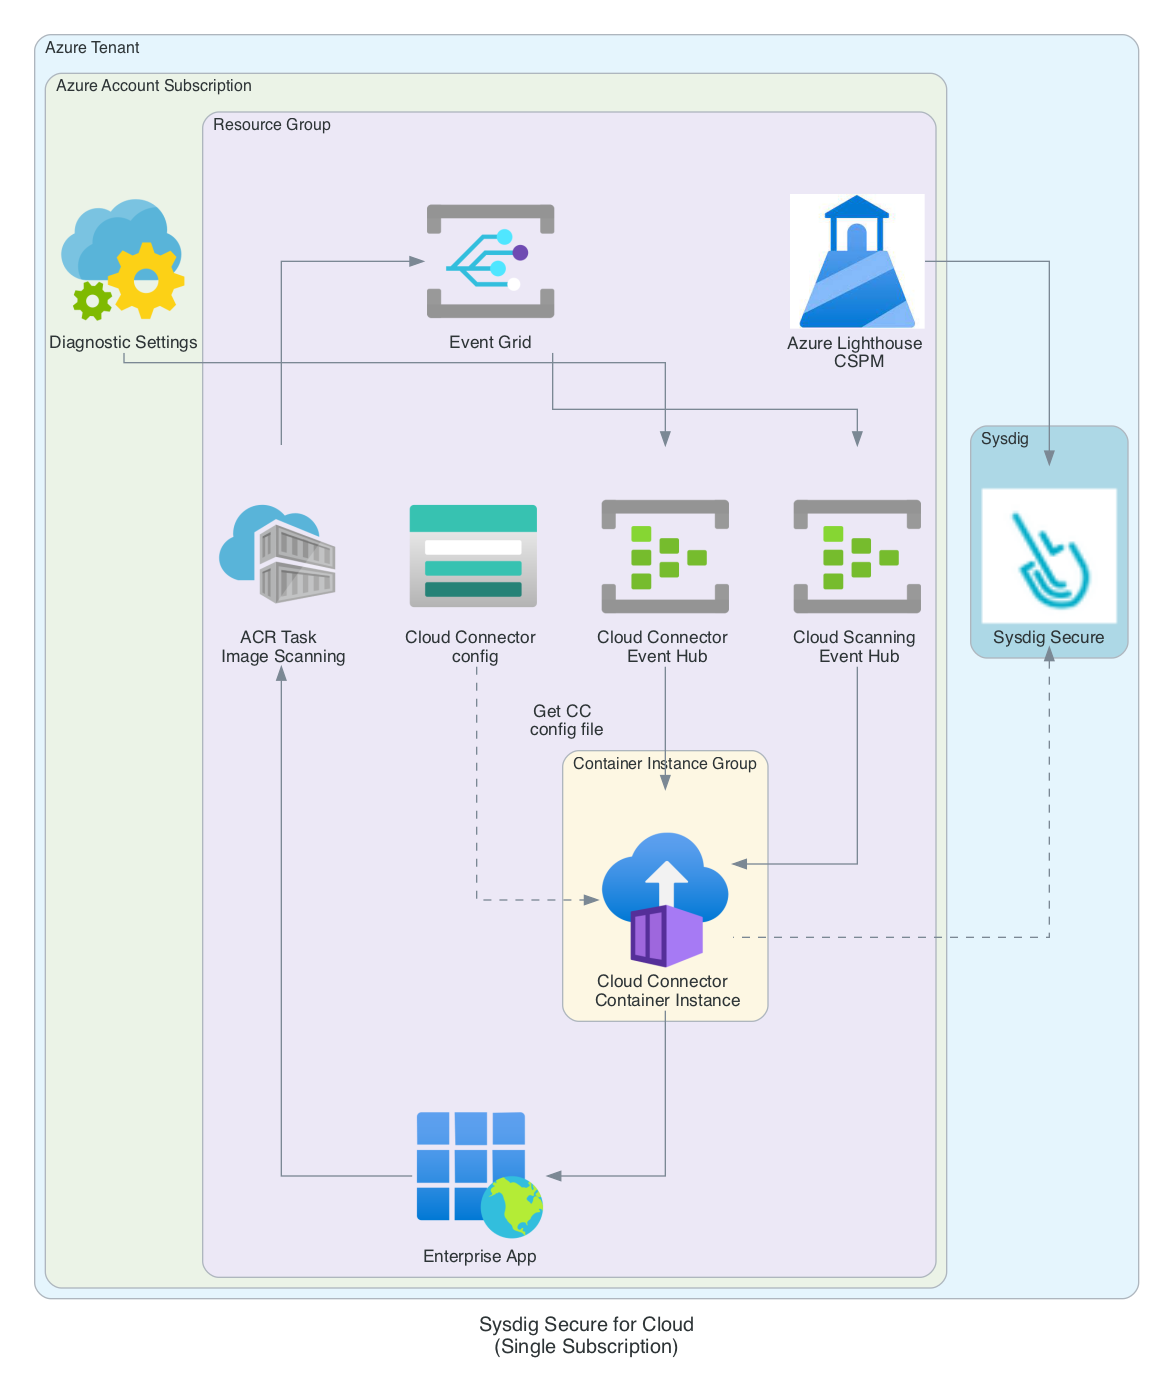 Azure Tenant
Azure Account Subscription
Resource Group
Diagnostic Settings
Event Grid
Azure Lighthouse
CSPM
Sysdig
ACR Task
Image Scanning
Cloud Connector
config
Cloud Connector
Event Hub
Cloud Scanning
Event Hub
Sysdig Secure
Get CC
config file
Container Instance Group
Cloud Connector
Container Instance
Enterprise App
Sysdig Secure for Cloud
(Single Subscription)